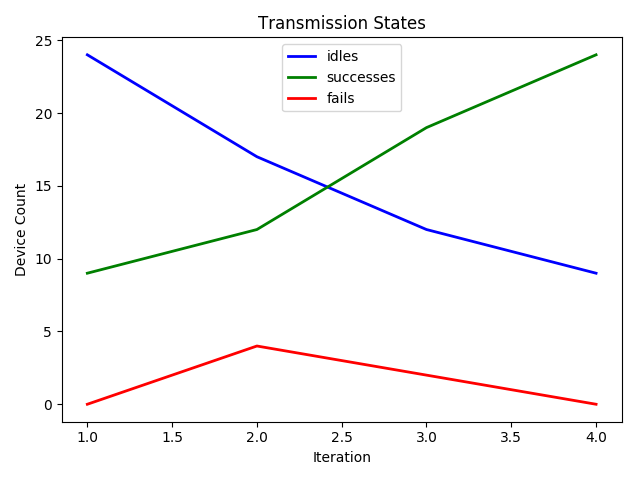 Transmission States
25
20
15
10
5
0
Device Count
idles
successes
fails
1.0 1.5 2.0 2.5 3.0 3.5 4.0
Iteration